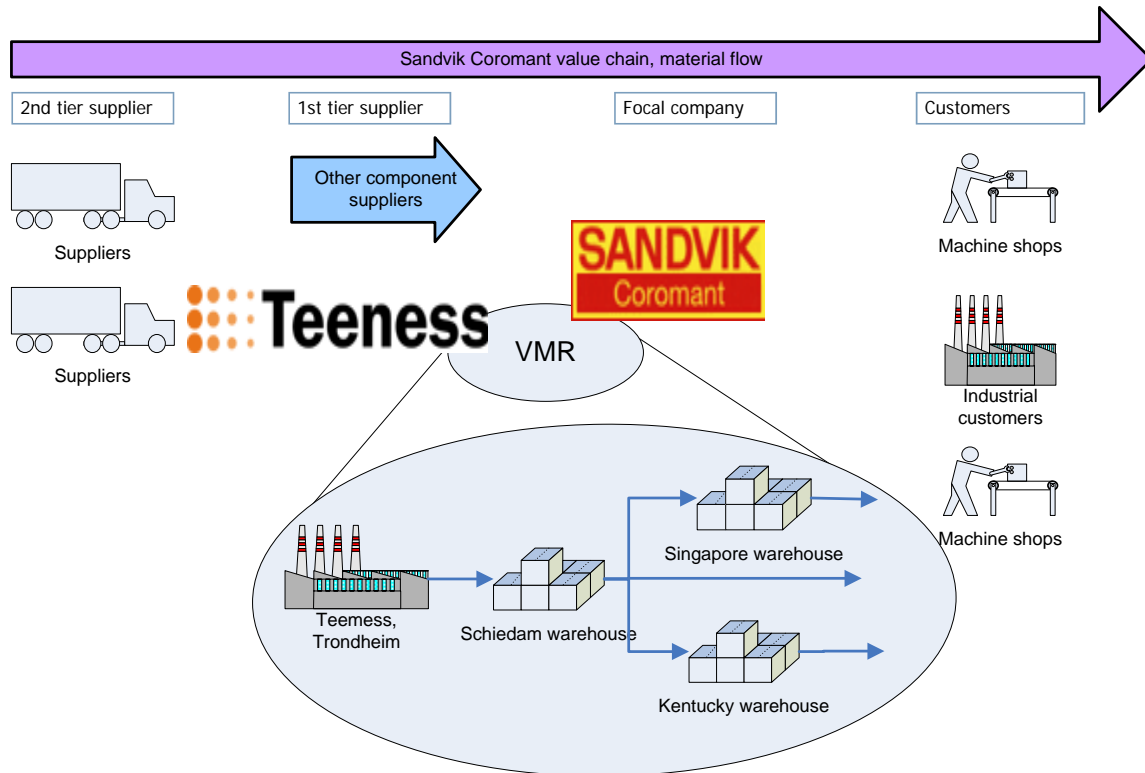 Sandvik Coromant value chain, material flow
2nd tier supplier
1st tier supplier
Focal company
Customers
Other component
suppliers
Suppliers
SANDVIK
Coromant
Machine shops
Teeness
Suppliers
VMR
Industrial
customers
Machine shops
Singapore warehouse
Teemess,
Trondheim
Schiedam warehouse
Kentucky warehouse